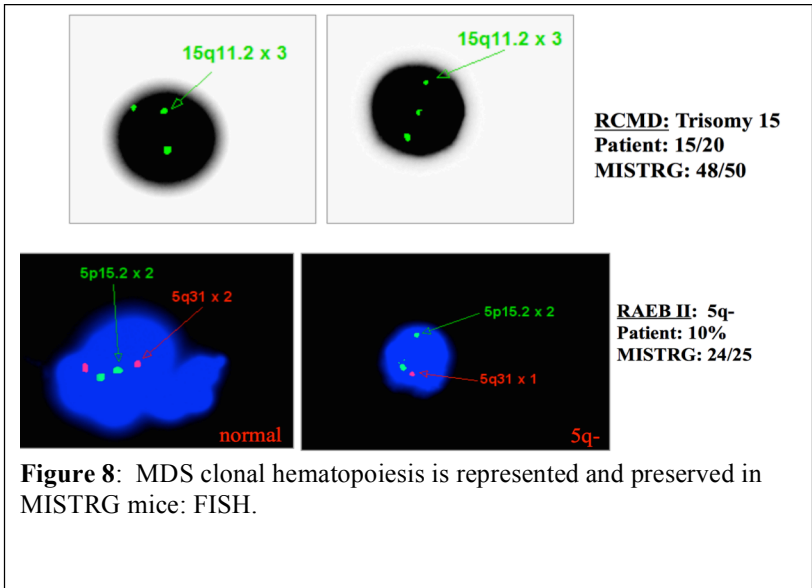 15q11.2 x 3
15q11.2 x 3
RCMD: Trisomy 15
Patient: 15/20
MISTRG: 48/50
5p15.2 x 2
5q31 x 2
normal
5p15.2 x 2
5q31 x 1
5q-
RAEB II: 5q-
Patient: 10%
MISTRG: 24/25
Figure 8: MDS clonal hematopoiesis is represented and preserved in
MISTRG mice: FISH.